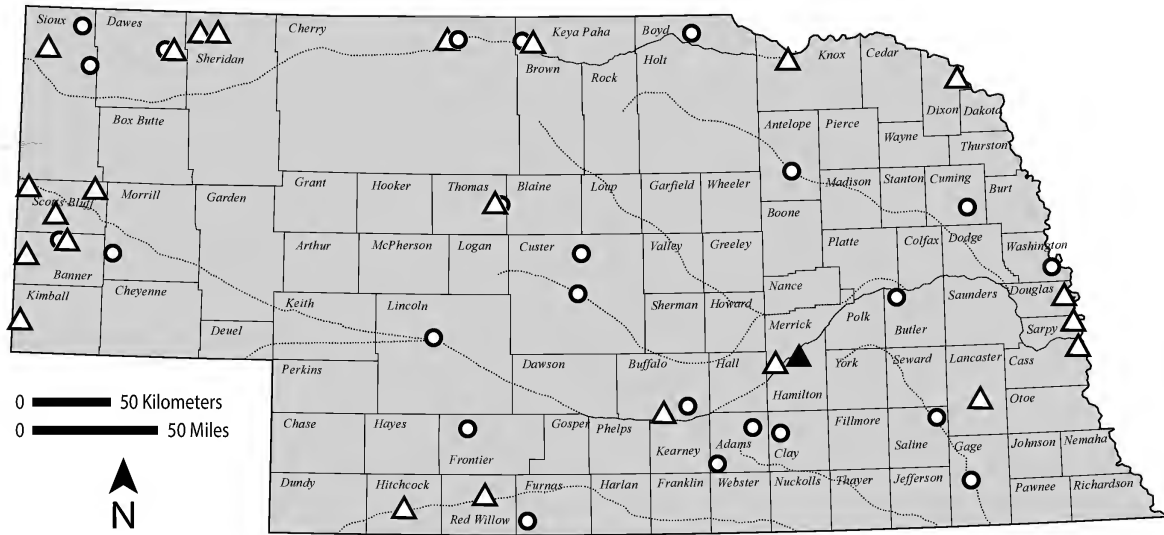 Sioux
Dawes
Sheridan
Cherry
Keya Paha
Boyd
Brown
Rock
Holt
Knox
Cedar
Dixon
Dakota
Box Butte
Antelope
Pierce
Wayne
Thurston
Scotts Bluff
Morrill
Garden
Grant
Hooker
Thomas
Blaine
Loup
Garfield
Wheeler
Madison
Stanton
Cuming
Burt
Boone
Banner
Arthur
McPherson
Logan
Custer
Valley
Greeley
Platte
Colfax
Dodge
Washington
Kimball
Cheyenne
Nance
Keith
Lincoln
Sherman
Howard
Saunders
Douglas
Deuel
Merrick
Polk
Butler
Sarpy
Perkins
Dawson
Buffalo
Hall
Hamilton
York
Seward
Lancaster
Cass
0 50 Kilometers
0 50 Miles
Otoe
Chase
Hayes
Frontier
Gosper
Phelps
Kearney
Adams
Clay
Fillmore
Saline
Gage
Johnson
Nemaha
N
Dundy
Hitchcock
Red Willow
Furnas
Harlan
Franklin
Webster
Nuckolls
Thayer
Jefferson
Pawnee
Richardson